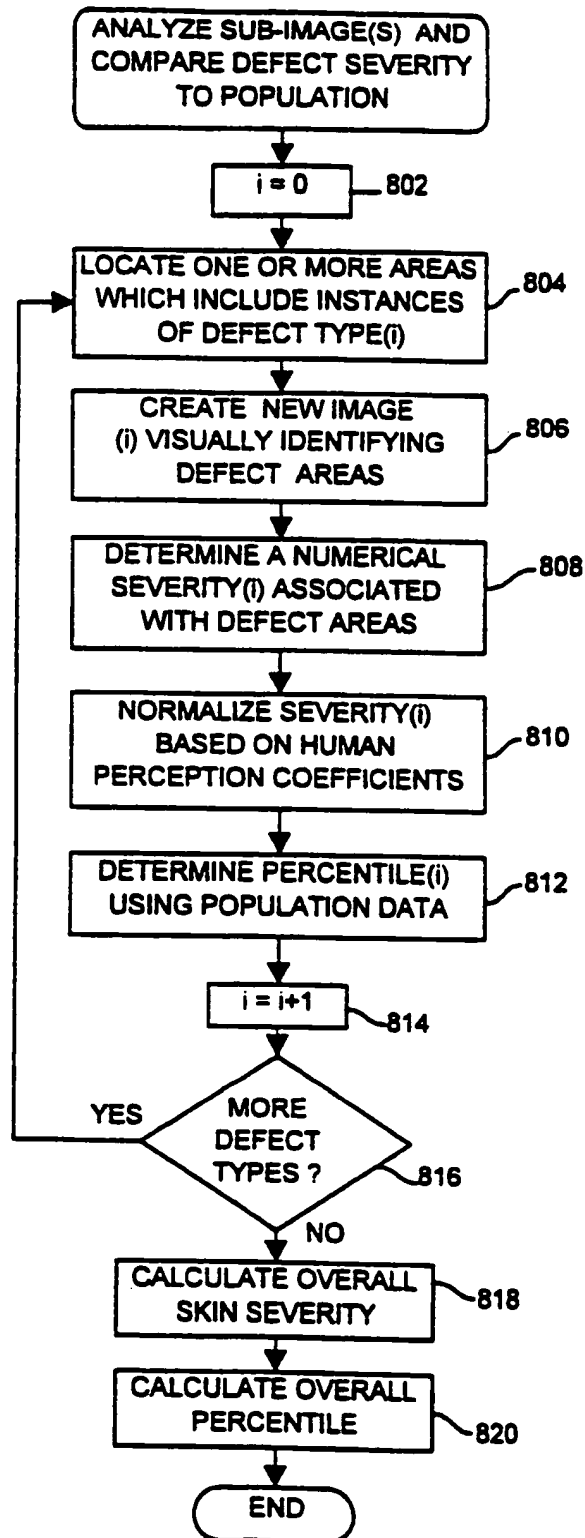 ANALYZE SUB-IMAGE(S) AND
COMPARE DEFECT SEVERITY
TO POPULATION
i = 0
802
LOCATE ONE OR MORE AREAS
WHICH INCLUDE INSTANCES
OF DEFECT TYPE(i)
804
CREATE NEW IMAGE
(i) VISUALLY IDENTIFYING
DEFECT AREAS
806
DETERMINE A NUMERICAL
SEVERITY(i) ASSOCIATED
WITH DEFECT AREAS
808
NORMALIZE SEVERITY(i)
BASED ON HUMAN
PERCEPTION COEFFICIENTS
810
DETERMINE PERCENTILE(i)
USING POPULATION DATA
812
i = i+1
814
YES
MORE
DEFECT
TYPES ?
816
NO
CALCULATE OVERALL
SKIN SEVERITY
818
CALCULATE OVERALL
PERCENTILE
820
END